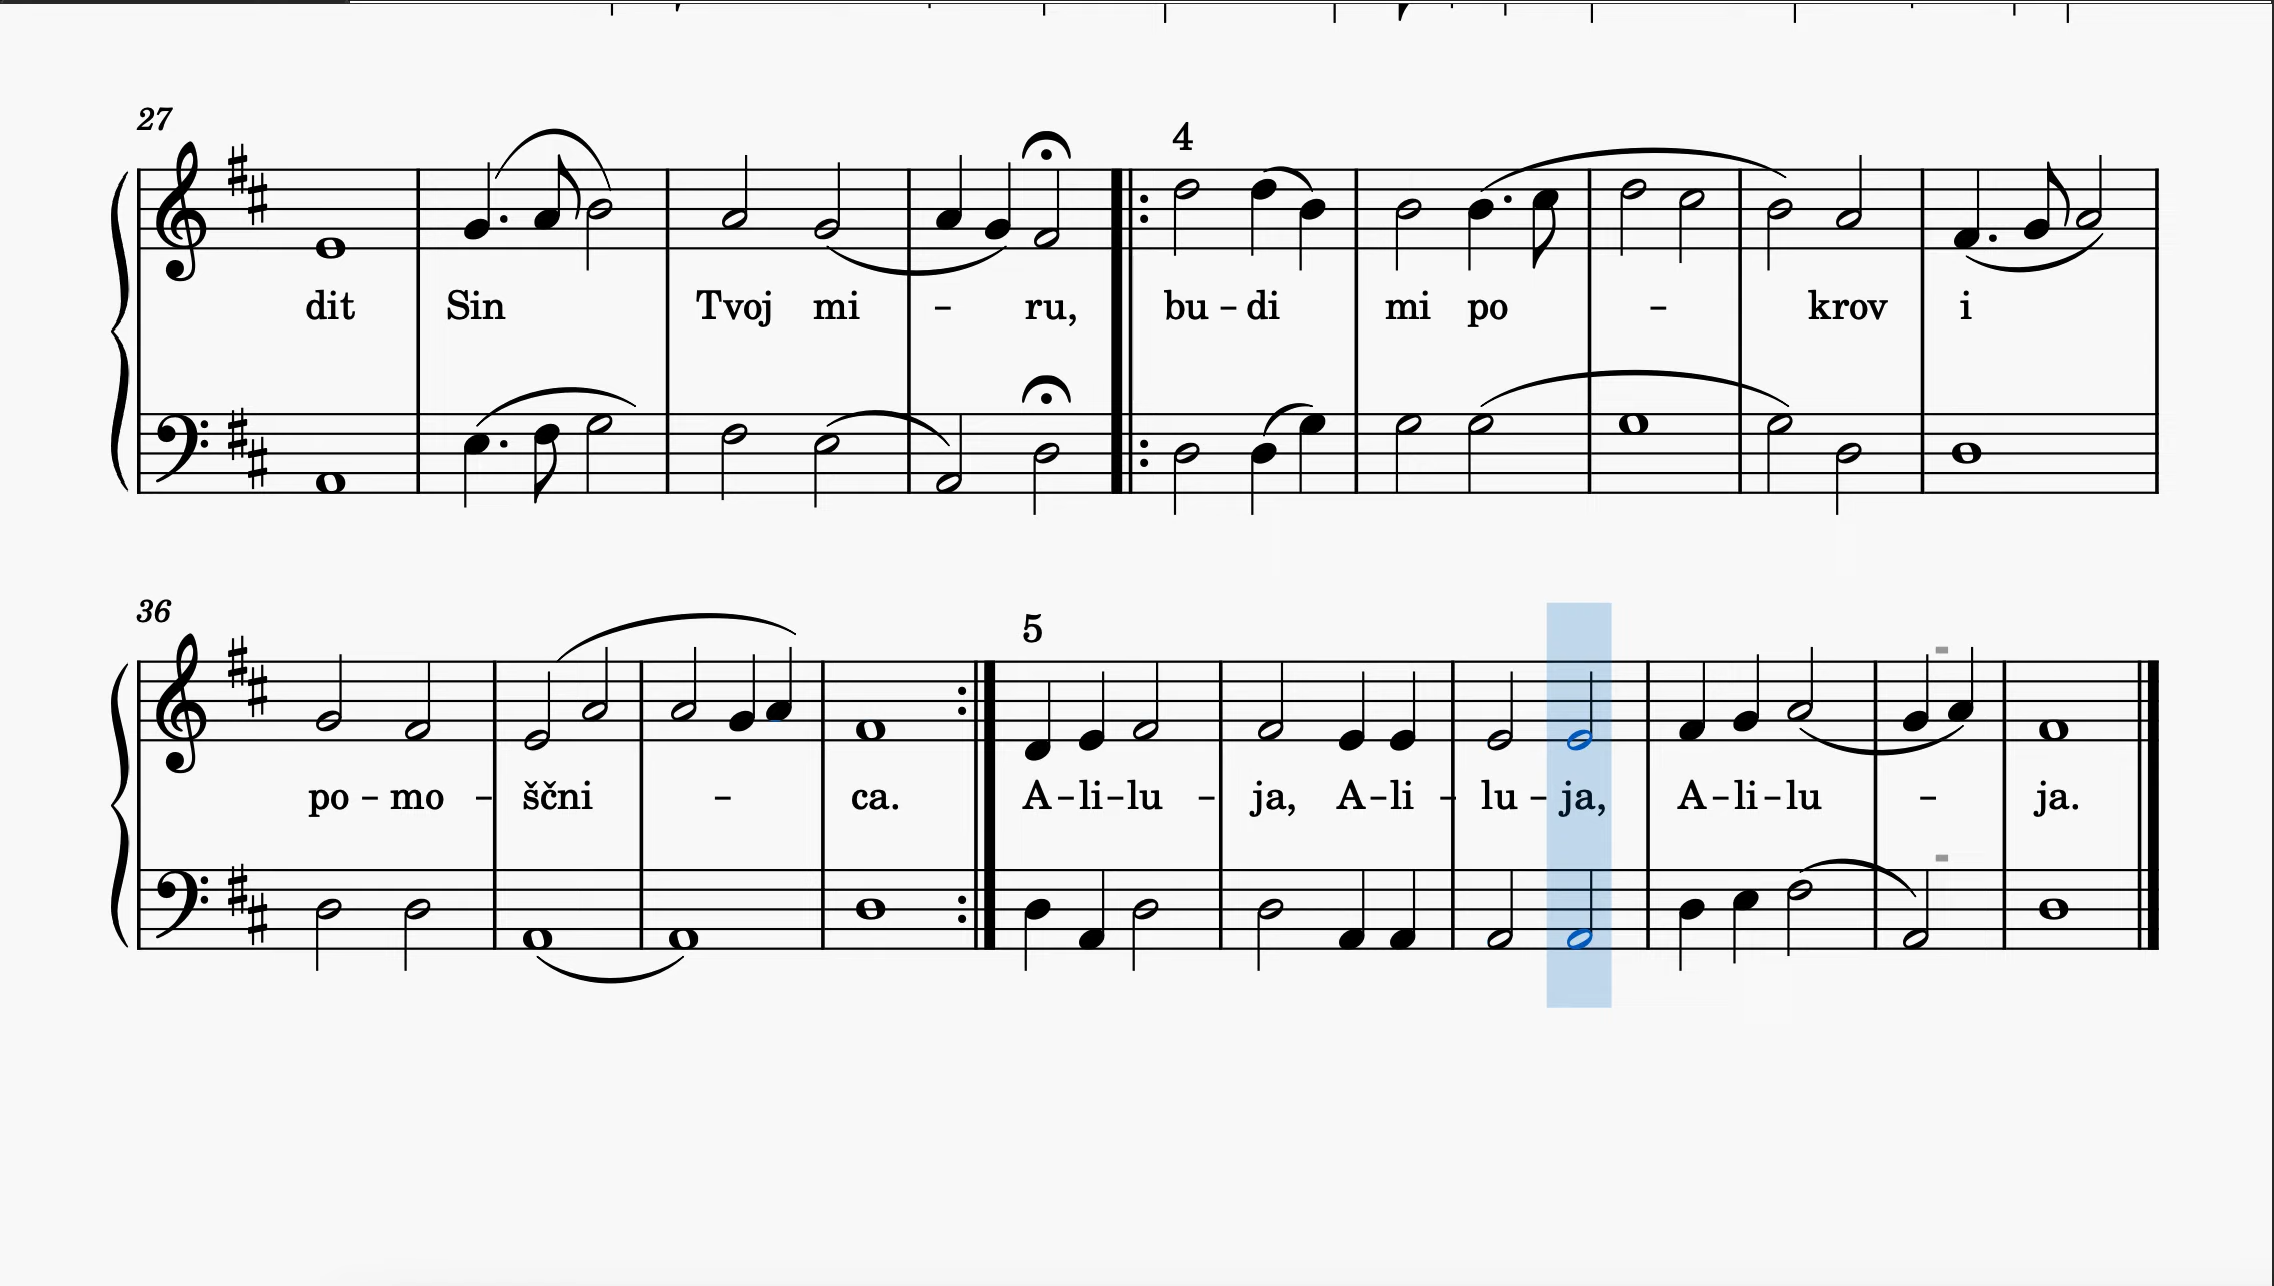 27
4
dit Sin Tvoj mi - ru, bu - di mi po - krov i
36
5
po - mo - ščni - ca. A - li - lu - ja, A - li - lu - ja, A - li - lu - ja.